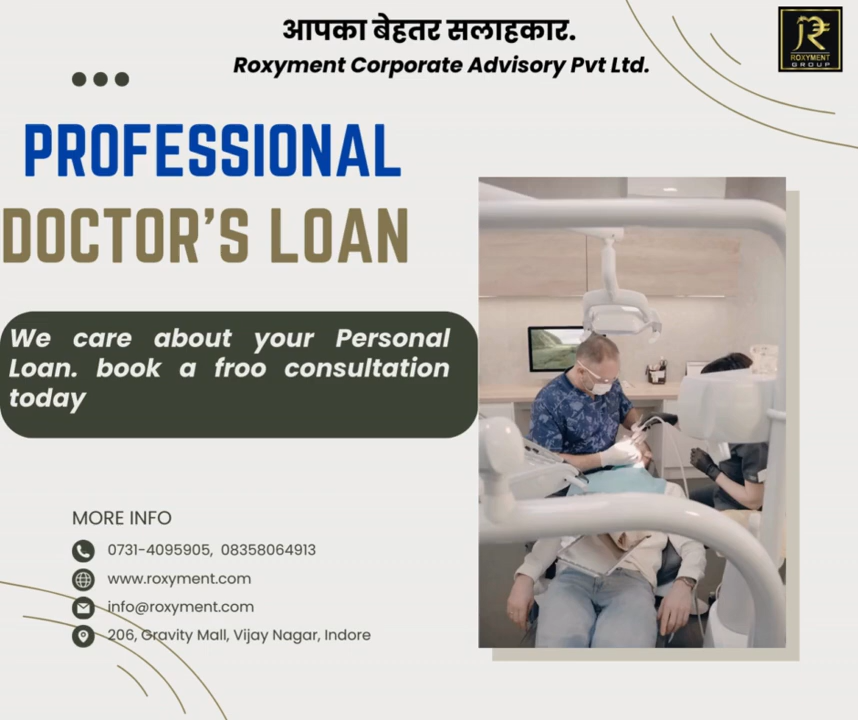 आपका बेहतर सलाहकार.
Roxyment Corporate Advisory Pvt Ltd.
ROXYMENT
GROUP
PROFESSIONAL
DOCTOR'S LOAN
We care about your Personal
Loan. book a froo consultation
today
MORE INFO
0731-4095905, 08358064913
www.roxyment.com
info@roxyment.com
206, Gravity Mall, Vijay Nagar, Indore